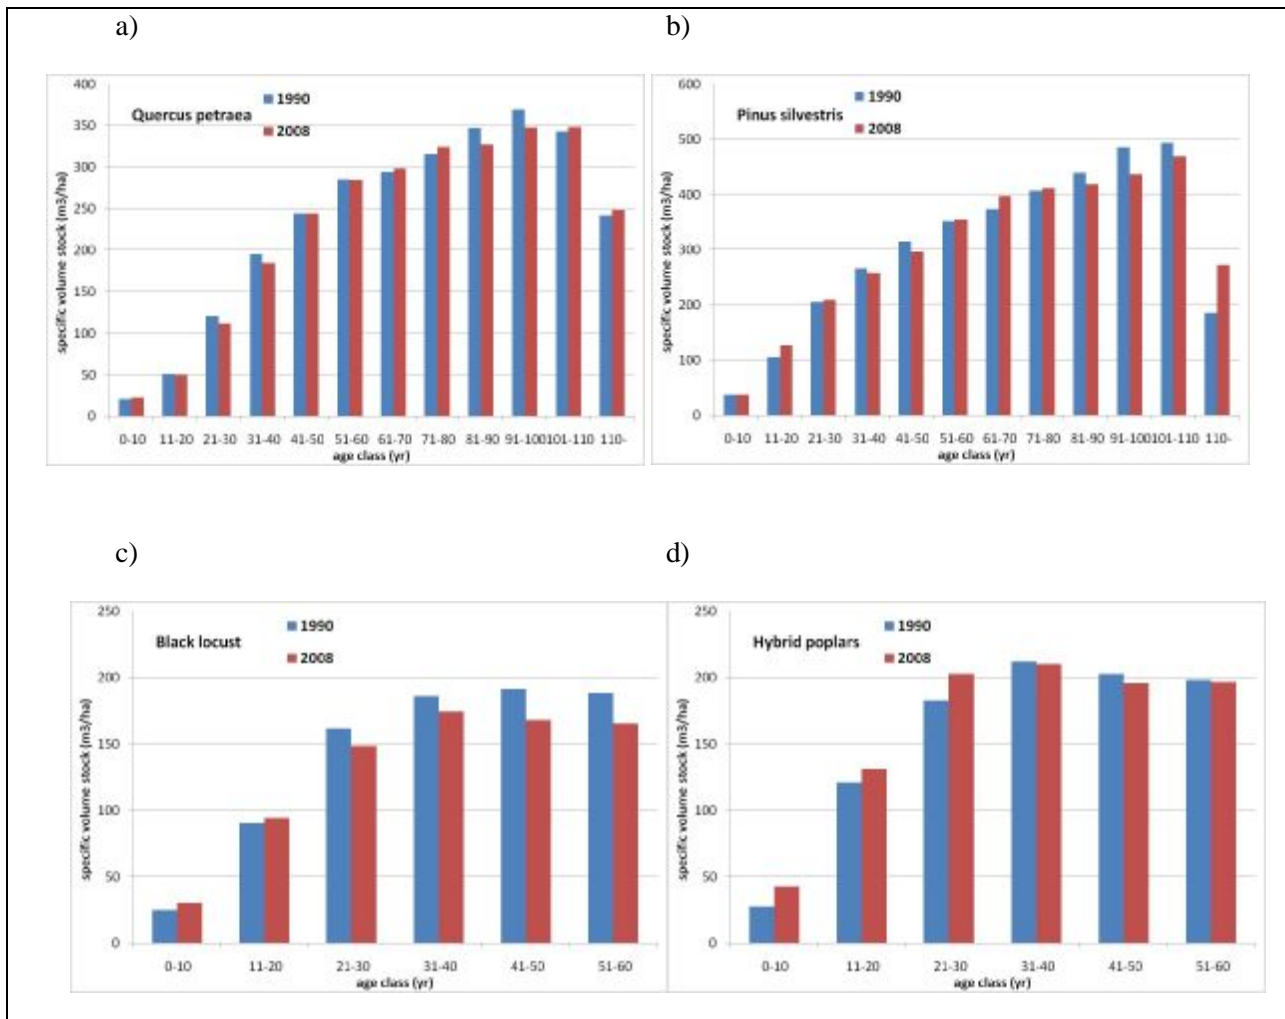 a)
b)
400
350
300
250
200
150
100
50
0
specific volume stock (m3/ha)
Quercus petraea
1990
2008
0-10 11-20 21-30 31-40 41-50 51-60 61-70 71-80 81-90 91-100 101-110 110-
age class (yr)
600
500
400
300
200
100
0
specific volume stock (m3/ha)
Pinus silvestris
1990
2008
0-10 11-20 21-30 31-40 41-50 51-60 61-70 71-80 81-90 91-100 101-110 110-
age class (yr)
c)
d)
250
200
150
100
50
0
specific volume stock (m3/ha)
Black locust
1990
2008
0-10 11-20 21-30 31-40 41-50 51-60
age class (yr)
250
200
150
100
50
0
specific volume stock (m3/ha)
Hybrid poplars
1990
2008
0-10 11-20 21-30 31-40 41-50 51-60
age class (yr)